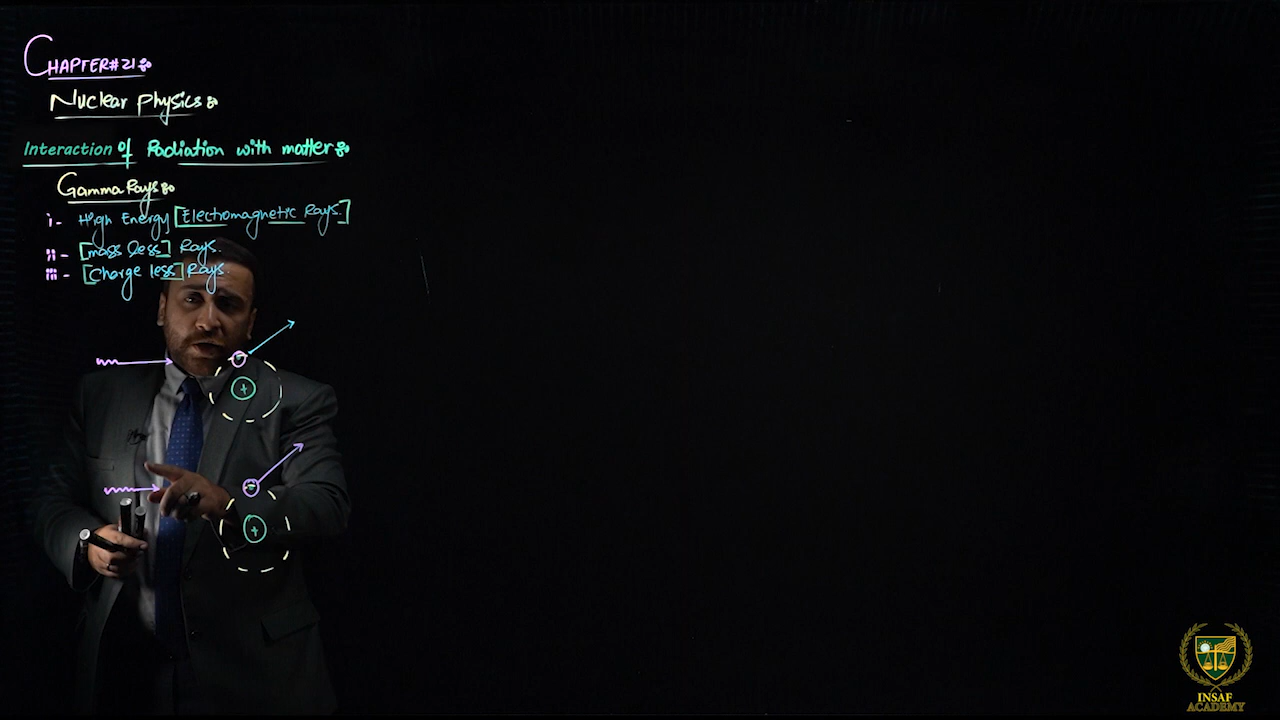 CHAPTER#21:
Nuclear Physics:
Interaction of Radiation with matter:
Gamma Rays:
i- High Energy [Electomagnetic Rays.]
ii- [mass less] Rays.
iii- [Charge less] Rays.
+
+
INSAF
ACADEMY